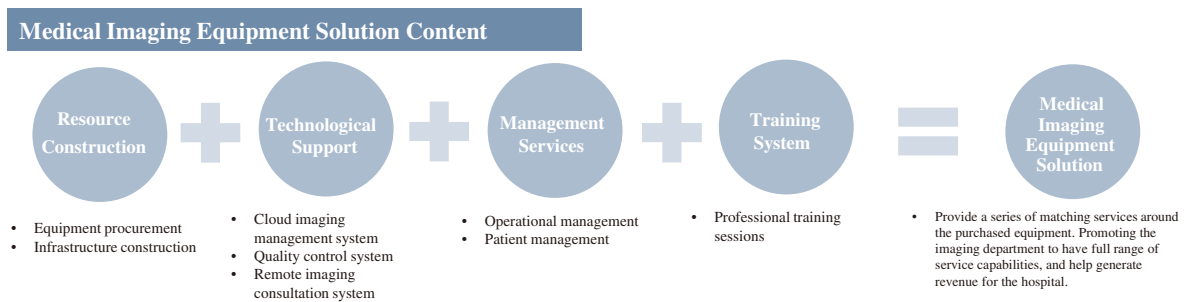 Medical Imaging Equipment Solution Content
Resource
Construction
Technological
Support
Management
Services
Training
System
Medical
Imaging
Equipment
Solution
• Equipment procurement
• Infrastructure construction
• Cloud imaging
management system
• Quality control system
• Remote imaging
consultation system
• Operational management
• Patient management
• Professional training
sessions
• Provide a series of matching services around
the purchased equipment. Promoting the
imaging department to have full range of
service capabilities, and help generate
revenue for the hospital.